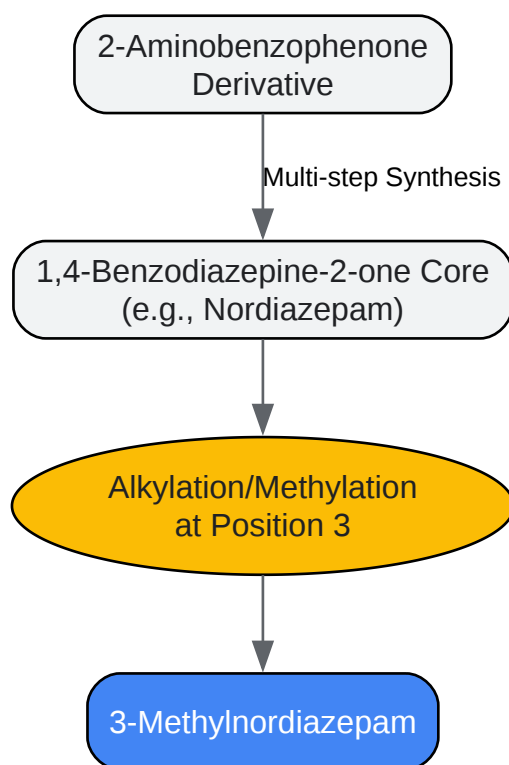 2-Aminobenzophenone
Derivative
Multi-step Synthesis
1,4-Benzodiazepine-2-one Core
(e.g., Nordiazepam)
Alkylation/Methylation
at Position 3
3-Methylnordiazepam